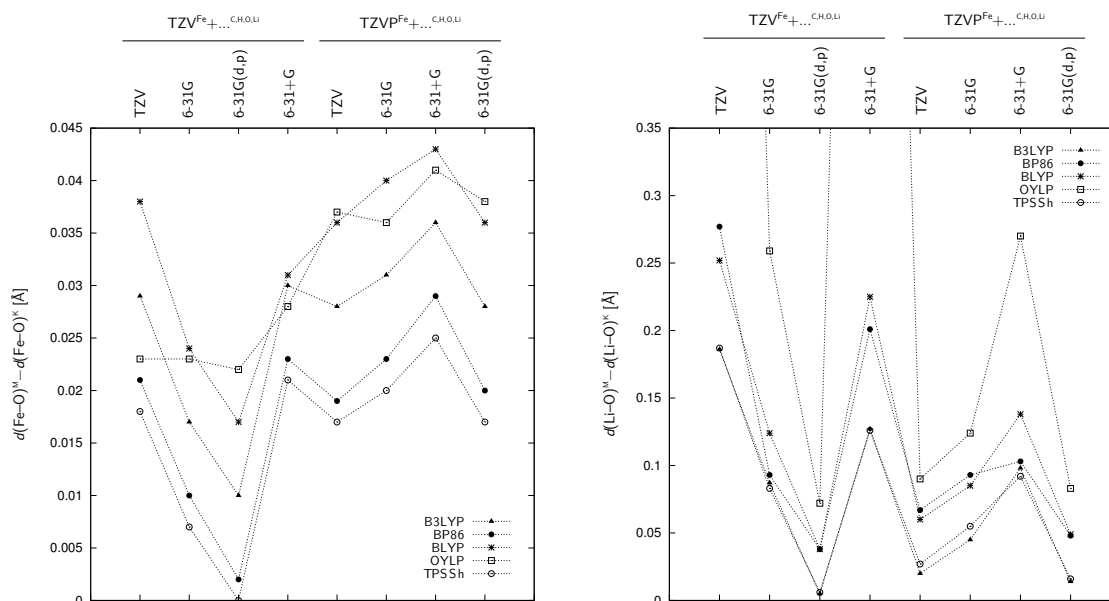 TZV^Fe+...^C,H,O,Li TZVP^Fe+...^C,H,O,Li
TZV 6-31G 6-31G(d,p) 6-31+G TZV 6-31G 6-31+G 6-31G(d,p)
0.045
0.04
0.035
0.03
0.025
0.02
0.015
0.01
0.005
0
d(Fe–O)^M–d(Fe–O)^K [Å]
B3LYP
BP86
BLYP
OYLP
TPSSh
TZV^Fe+...^C,H,O,Li TZVP^Fe+...^C,H,O,Li
TZV 6-31G 6-31G(d,p) 6-31+G TZV 6-31G 6-31+G 6-31G(d,p)
0.35
0.3
0.25
0.2
0.15
0.1
0.05
0
d(Li–O)^M–d(Li–O)^K [Å]
B3LYP
BP86
BLYP
OYLP
TPSSh